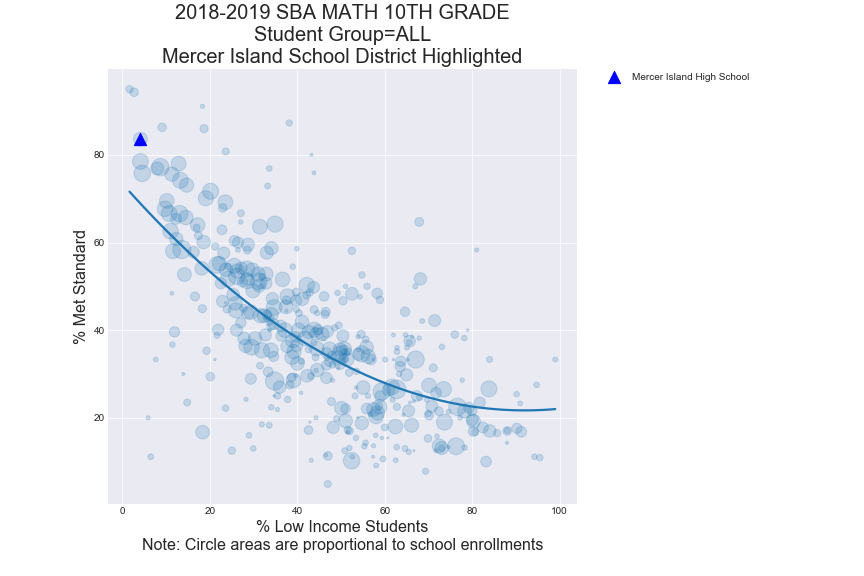 2018-2019 SBA MATH 10TH GRADE
Student Group=ALL
Mercer Island School District Highlighted
Mercer Island High School
% Met Standard
80
60
40
20
0 20 40 60 80 100
% Low Income Students
Note: Circle areas are proportional to school enrollments